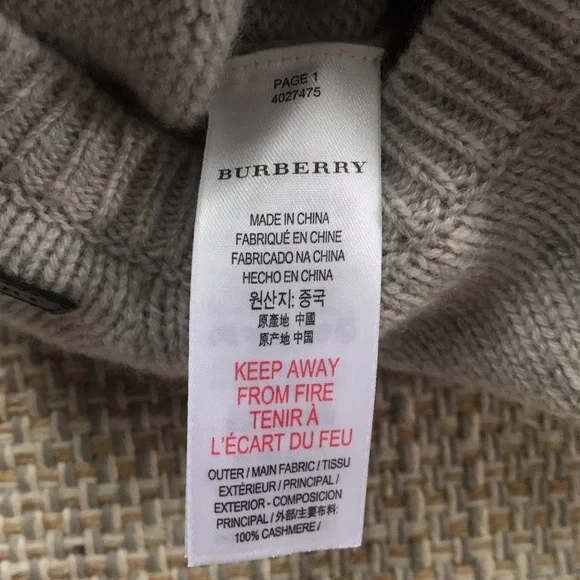 PAGE 1
4027475
BURBERRY
MADE IN CHINA
FABRIQUÉ EN CHINE
FABRICADO NA CHINA
HECHO EN CHINA
원산지: 중국
原產地 中國
原产地 中国
KEEP AWAY
FROM FIRE
TENIR À
L'ÉCART DU FEU
OUTER / MAIN FABRIC / TISSU
EXTÉRIEUR / PRINCIPAL /
EXTERIOR - COMPOSICION
PRINCIPAL / 外部/主要布料:
100% CASHMERE /